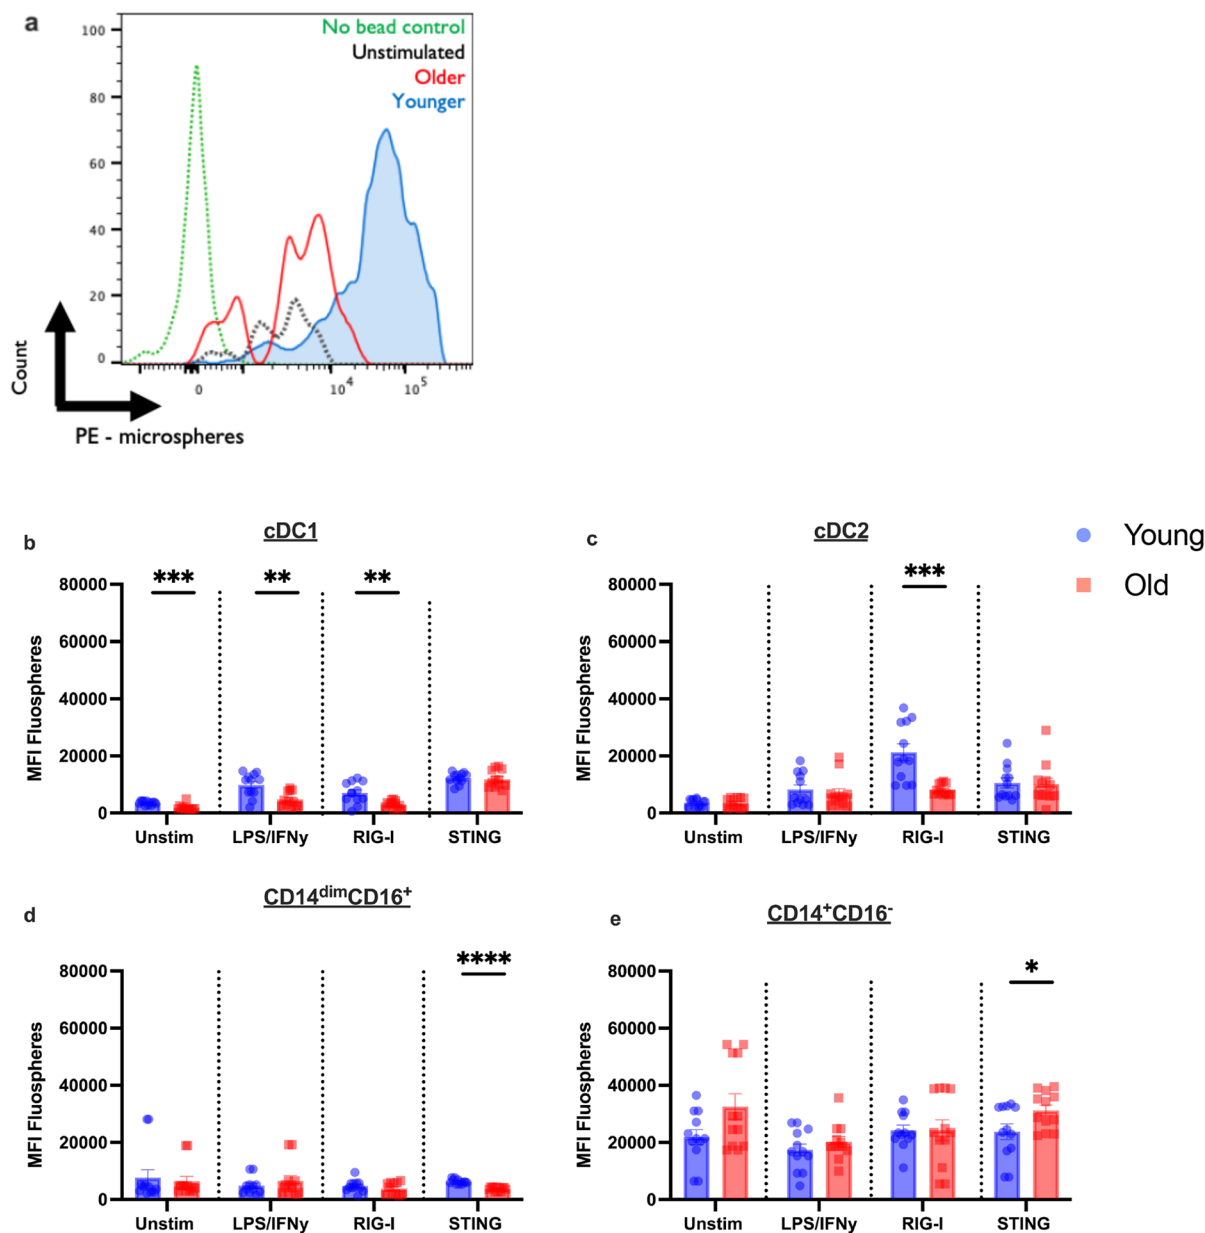 a
No bead control
Unstimulated
Older
Younger
100
80
60
40
20
0
Count
0 10^4 10^5
PE - microspheres
b
cDC1
*** ** **
MFI Fluospheres
80000
60000
40000
20000
0
Unstim LPS/IFNy RIG-I STING
c
cDC2
***
MFI Fluospheres
80000
60000
40000
20000
0
Unstim LPS/IFNy RIG-I STING
Young
Old
d
CD14^dimCD16^+
****
MFI Fluospheres
80000
60000
40000
20000
0
Unstim LPS/IFNy RIG-I STING
e
CD14^+CD16^-
*
MFI Fluospheres
80000
60000
40000
20000
0
Unstim LPS/IFNy RIG-I STING